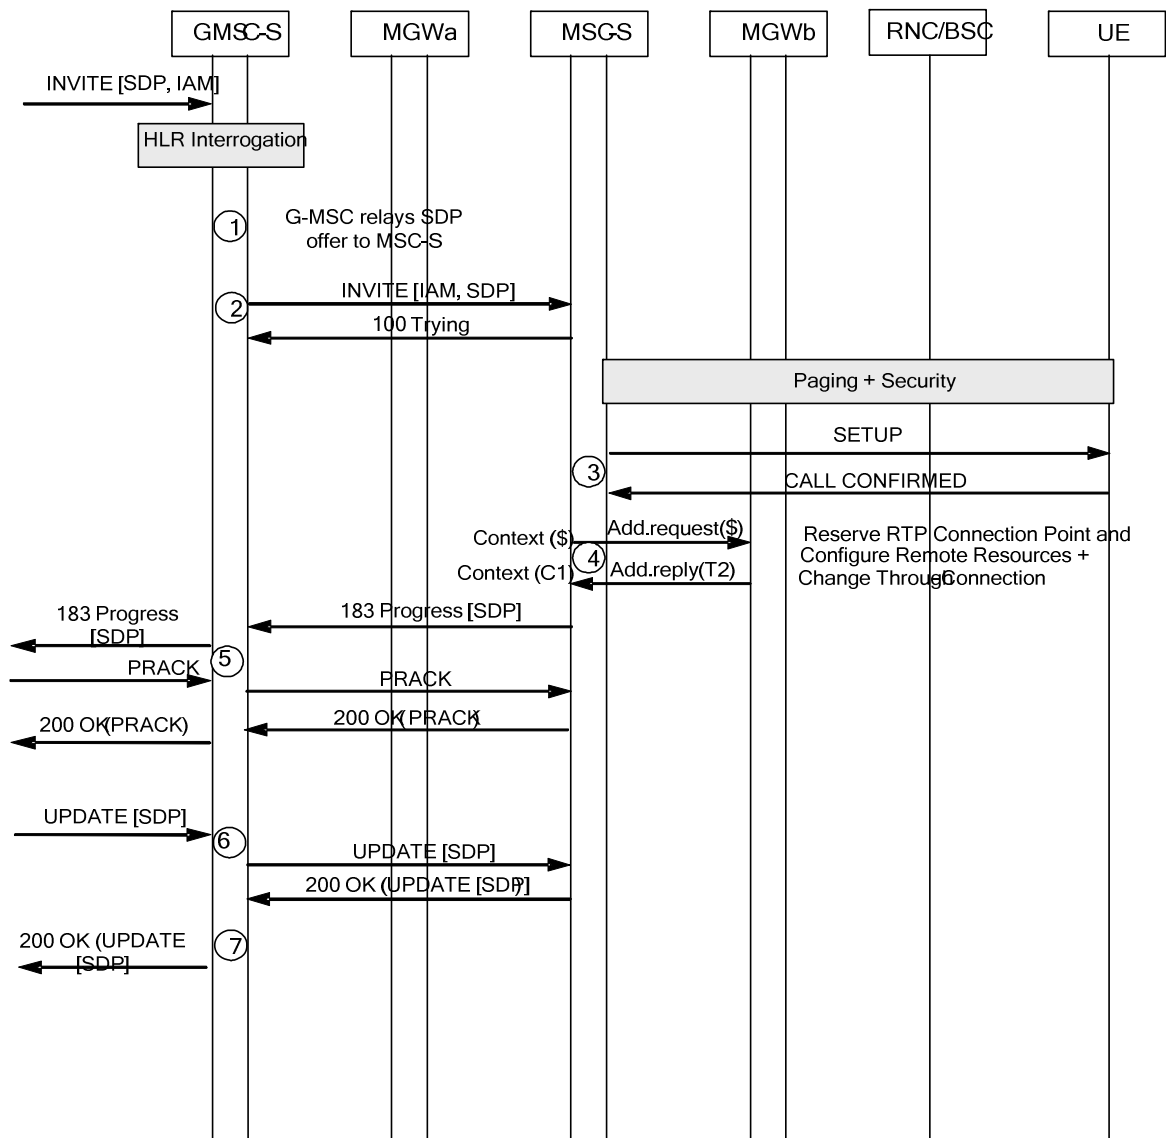 GMSC-S
MGWa
MSC-S
MGWb
RNC/BSC
UE
INVITE [SDP, IAM]
HLR Interrogation
1
G-MSC relays SDP
offer to MSC-S
2
INVITE [IAM, SDP]
100 Trying
Paging + Security
SETUP
3
CALL CONFIRMED
Context ($)
Add.request($)
4
Context (C1)
Add.reply(T2)
Reserve RTP Connection Point and
Configure Remote Resources +
Change Through-Connection
183 Progress [SDP]
183 Progress
[SDP]
5
PRACK
PRACK
200 OK (PRACK)
200 OK (PRACK)
UPDATE [SDP]
6
UPDATE [SDP]
200 OK (UPDATE [SDP])
7
200 OK (UPDATE
[SDP]